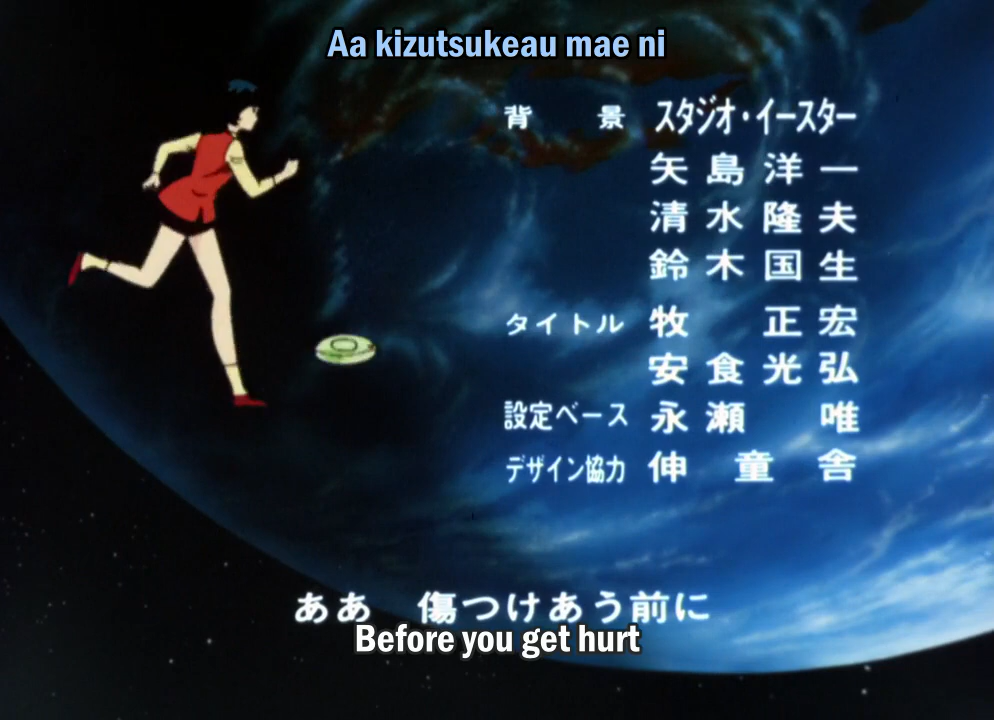 Aa kizutsukeau mae ni
背 景 スタジオ・イースター
矢島洋一
清水隆夫
鈴木国生
タイトル 牧 正宏
安食光弘
設定ベース 永瀬 唯
デザイン協力 伸童舎
ああ 傷つけあう前に
Before you get hurt